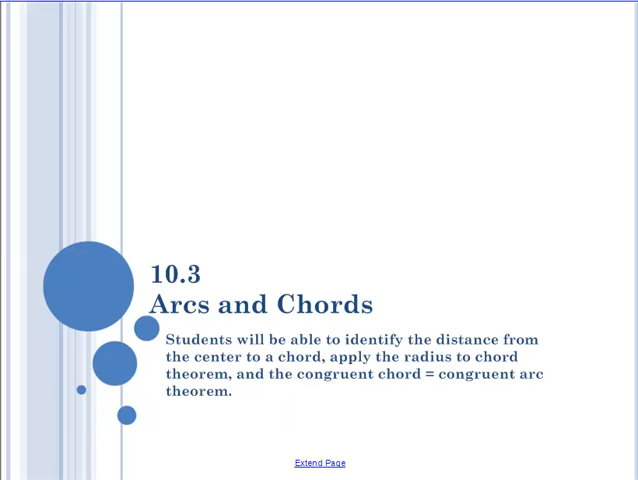 10.3
Arcs and Chords
Students will be able to identify the distance from
the center to a chord, apply the radius to chord
theorem, and the congruent chord = congruent arc
theorem.
Extend Page